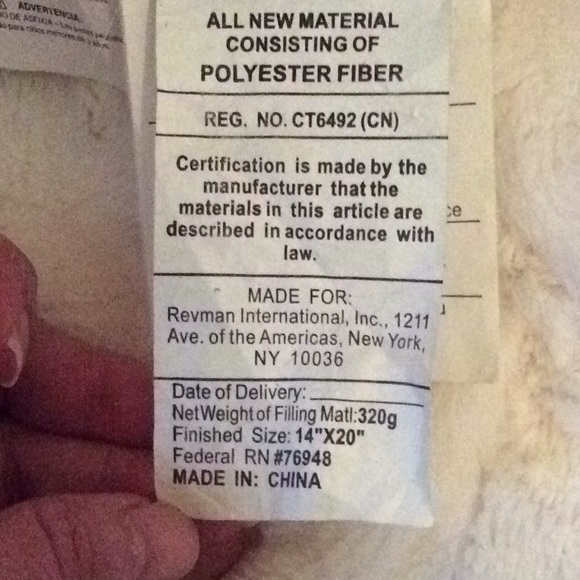 ADVERTENCIA:
ALL NEW MATERIAL
CONSISTING OF
POLYESTER FIBER
REG. NO. CT6492 (CN)
Certification is made by the
manufacturer that the
materials in this article are
described in accordance with
law.
MADE FOR:
Revman International, Inc., 1211
Ave. of the Americas, New York,
NY 10036
Date of Delivery:
Net Weight of Filling Matl:320g
Finished Size: 14"X20"
Federal RN #76948
MADE IN: CHINA